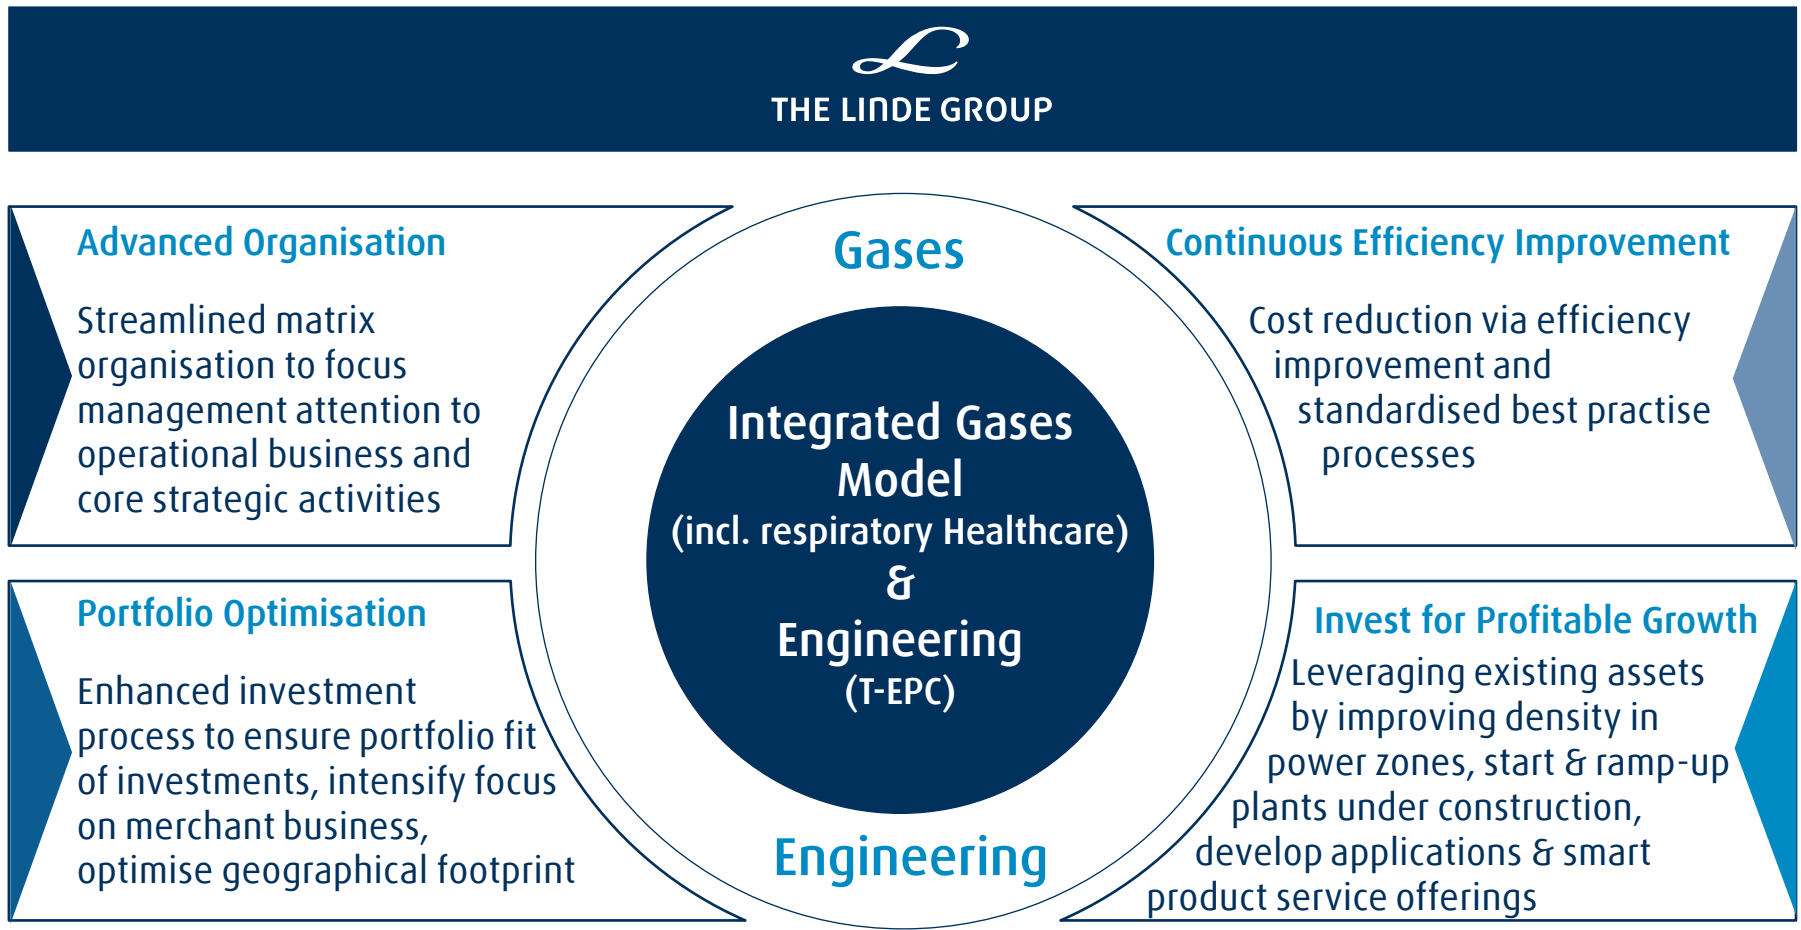 THE LINDE GROUP
Advanced Organisation
Streamlined matrix
organisation to focus
management attention to
operational business and
core strategic activities
Gases
Integrated Gases
Model
(incl. respiratory Healthcare)
&
Engineering
(T-EPC)
Engineering
Continuous Efficiency Improvement
Cost reduction via efficiency
improvement and
standardised best practise
processes
Portfolio Optimisation
Enhanced investment
process to ensure portfolio fit
of investments, intensify focus
on merchant business,
optimise geographical footprint
Invest for Profitable Growth
Leveraging existing assets
by improving density in
power zones, start & ramp-up
plants under construction,
develop applications & smart
product service offerings